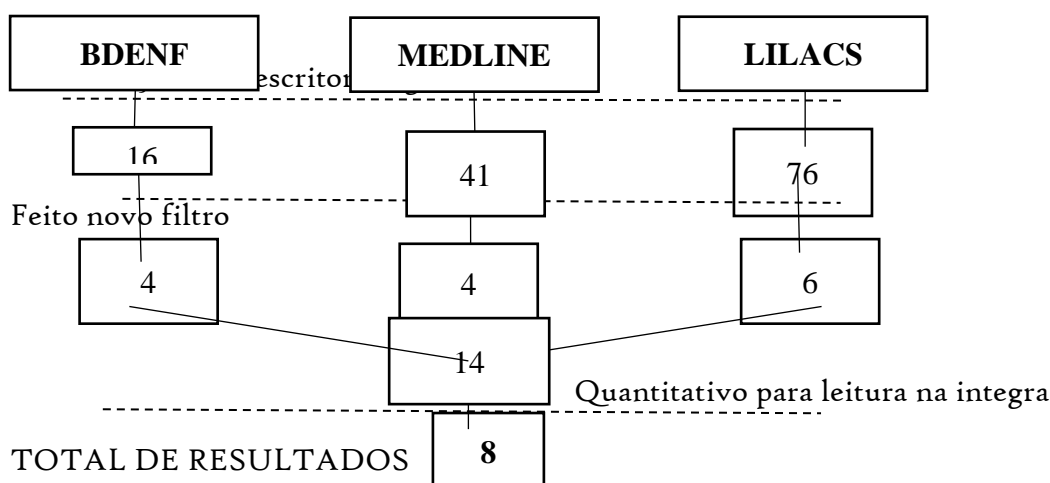 BDENF MEDLINE LILACS
16 41 76
Feito novo filtro
4 4 6
14
Quantitativo para leitura na integra
TOTAL DE RESULTADOS 8